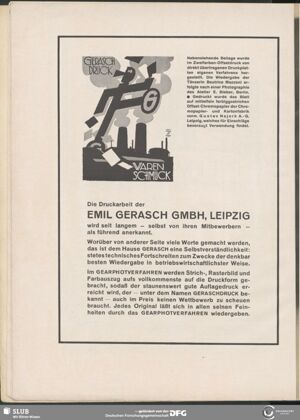 GERASCH
DRUCK
G
WAREN
SCHMUCK
Nebenstehende Beilage wurde
im Zweifarben-Offsetdruck von
direkt übertragenen Druckplat-
ten eigenen Verfahrens her-
gestellt. Die Wiedergabe der
Tänzerin Beatrice Mazzoni er-
folgte nach einer Photographie
des Atelier E. Bieber, Berlin.
Gedruckt wurde das Blatt
auf mittelfein farbiggestrichen
Offset-Chromopapier der Chro-
mopapier- und Kartonfabrik
vorm. Gustav Najork A.-G.
Leipzig, welches für Einschläge
bevorzugt Verwendung findet.
Die Druckarbeit der
EMIL GERASCH GMBH, LEIPZIG
wird seit langem – selbst von ihren Mitbewerbern –
als führend anerkannt.
Worüber von anderer Seite viele Worte gemacht werden,
das ist dem Hause GERASCH eine Selbstverständlichkeit:
stetes technisches Fortschreiten zum Zwecke der denkbar
besten Wiedergabe in betriebswirtschaftlichster Weise.
Im GEARPHOTVERFAHREN werden Strich-, Rasterbild und
Farbauszug aufs vollkommenste auf die Druckform ge-
bracht, sodaß der staunenswert gute Auflagedruck er-
reicht wird, der – unter dem Namen GERASCHDRUCK be-
kannt – auch im Preis keinen Wettbewerb zu scheuen
braucht. Jedes Original läßt sich in allen seinen Fein-
heiten durch das GEARPHOTVERFAHREN wiedergeben.
SLUB
Wir führen Wissen.
gefördert von der DFG
Deutschen Forschungsgemeinschaft